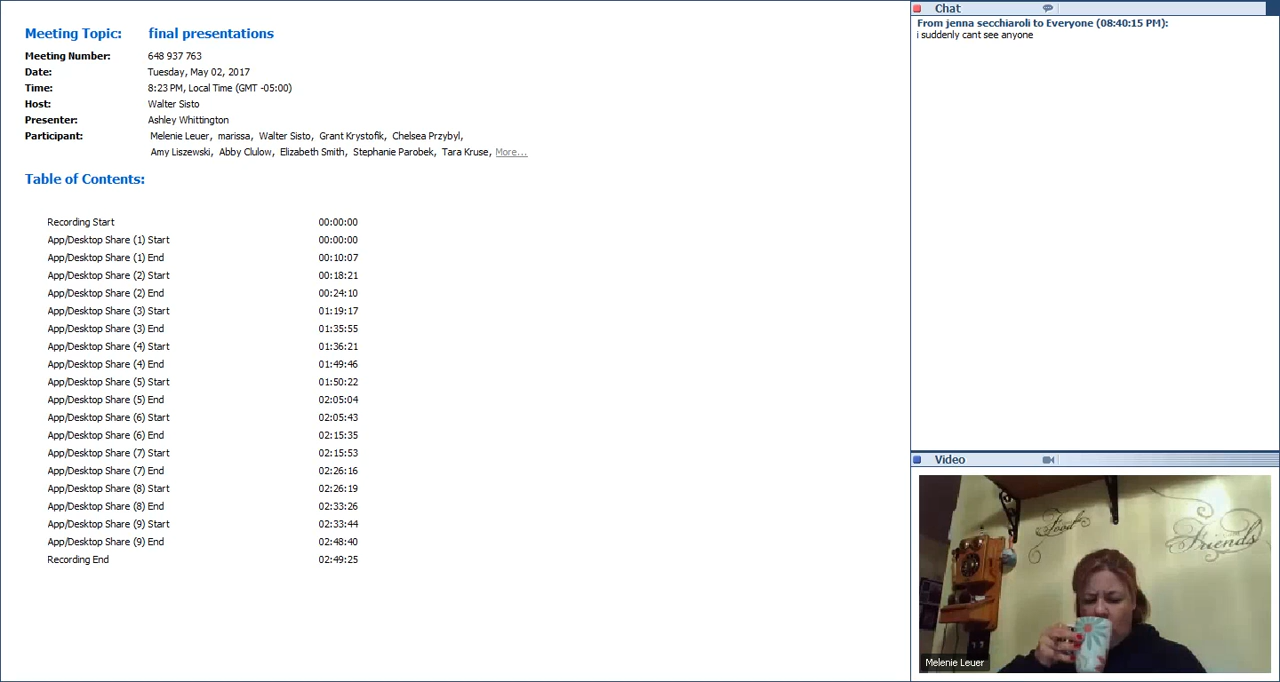 Meeting Topic: final presentations
Meeting Number: 648 937 763
Date: Tuesday, May 02, 2017
Time: 8:23 PM, Local Time (GMT -05:00)
Host: Walter Sisto
Presenter: Ashley Whittington
Participant: Melenie Leuer, marissa, Walter Sisto, Grant Krystofik, Chelsea Przybyl,
Amy Liszewski, Abby Clulow, Elizabeth Smith, Stephanie Parobek, Tara Kruse, More...
Table of Contents:
Recording Start 00:00:00
App/Desktop Share (1) Start 00:00:00
App/Desktop Share (1) End 00:10:07
App/Desktop Share (2) Start 00:18:21
App/Desktop Share (2) End 00:24:10
App/Desktop Share (3) Start 01:19:17
App/Desktop Share (3) End 01:35:55
App/Desktop Share (4) Start 01:36:21
App/Desktop Share (4) End 01:49:46
App/Desktop Share (5) Start 01:50:22
App/Desktop Share (5) End 02:05:04
App/Desktop Share (6) Start 02:05:43
App/Desktop Share (6) End 02:15:35
App/Desktop Share (7) Start 02:15:53
App/Desktop Share (7) End 02:26:16
App/Desktop Share (8) Start 02:26:19
App/Desktop Share (8) End 02:33:26
App/Desktop Share (9) Start 02:33:44
App/Desktop Share (9) End 02:48:40
Recording End 02:49:25
Chat
From jenna secchiaroli to Everyone (08:40:15 PM):
i suddenly cant see anyone
Video
Food
Friends
Melenie Leuer